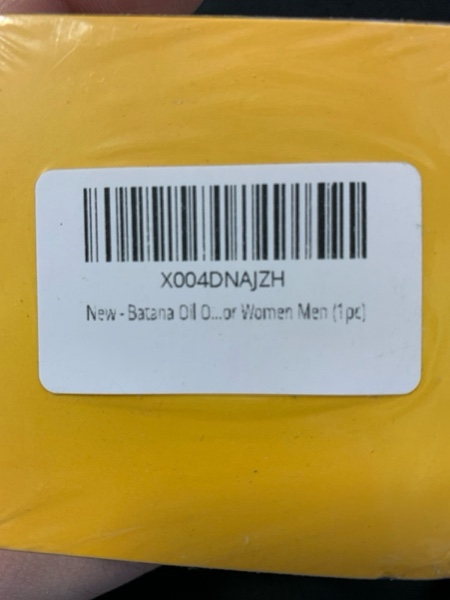 X004DNAJZH
New - Batana Oil O...or Women Men (1pc)